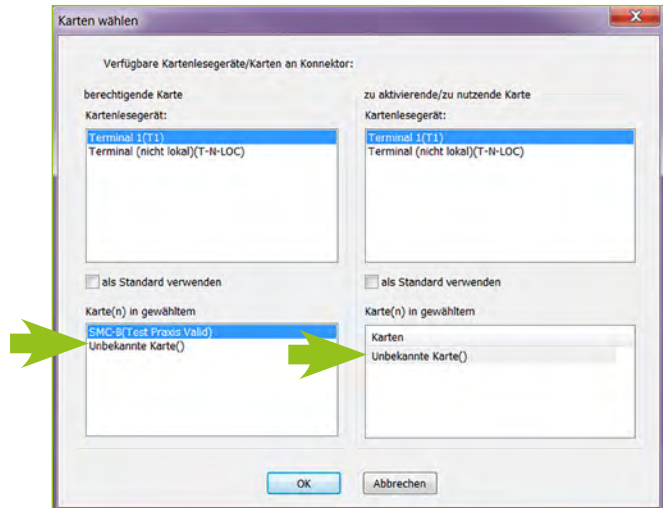 Karten wählen
Verfügbare Kartenlesegeräte/Karten an Konnektor:
berechtigende Karte
Kartenlesegerät:
Terminal 1(T1)
Terminal (nicht lokal)(T-N-LOC)
als Standard verwenden
Karte(n) in gewähltem
SMC-B(Test Praxis Valid)
Unbekannte Karte()
zu aktivierende/zu nutzende Karte
Kartenlesegerät:
Terminal 1(T1)
Terminal (nicht lokal)(T-N-LOC)
als Standard verwenden
Karte(n) in gewähltem
Karten
Unbekannte Karte()
OK
Abbrechen